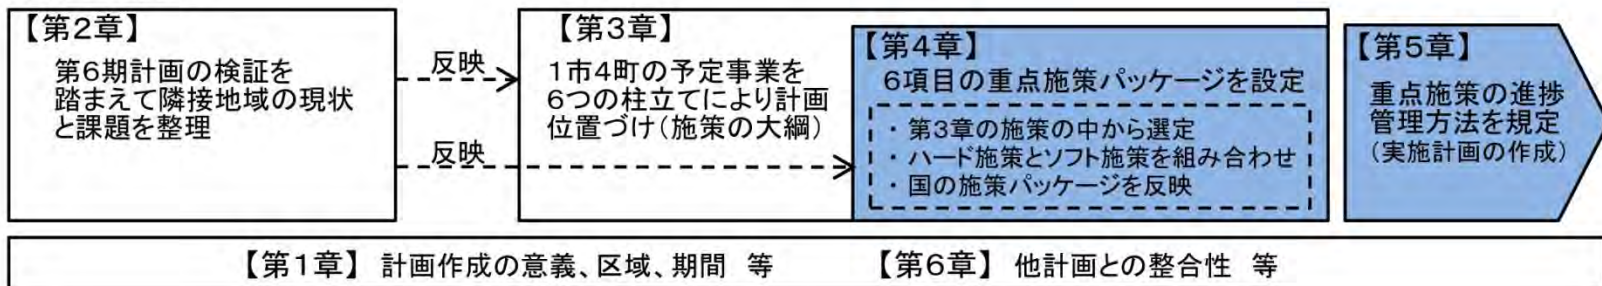 【第2章】
第6期計画の検証を
踏まえて隣接地域の現状
と課題を整理
反映
反映
【第3章】
1市4町の予定事業を
6つの柱立てにより計画
位置づけ(施策の大綱)
【第4章】
6項目の重点施策パッケージを設定
・ 第3章の施策の中から選定
・ ハード施策とソフト施策を組み合わせ
・ 国の施策パッケージを反映
【第5章】
重点施策の進捗
管理方法を規定
(実施計画の作成)
【第1章】 計画作成の意義、区域、期間 等 【第6章】 他計画との整合性 等